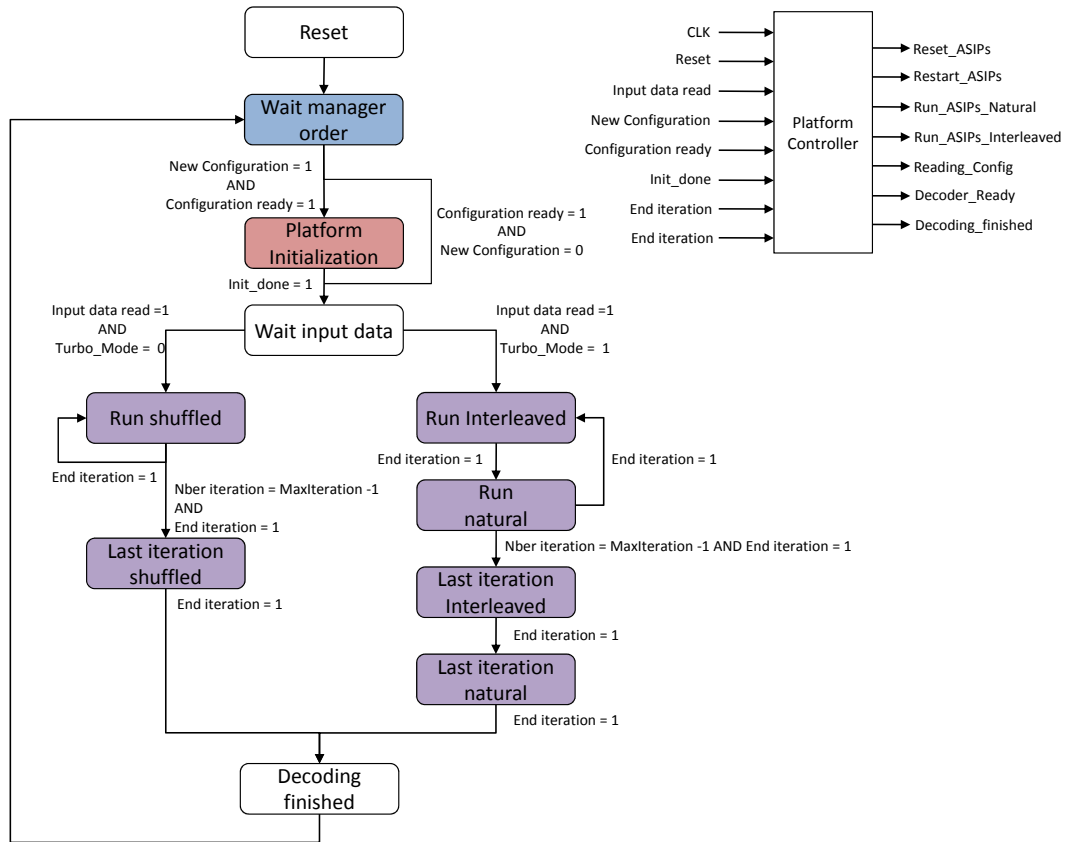 Reset
Wait manager
order
New Configuration = 1
AND
Configuration ready = 1
Configuration ready = 1
AND
New Configuration = 0
Platform
Initialization
Init_done = 1
Wait input data
Input data read =1
AND
Turbo_Mode =  0
Input data read =1
AND
Turbo_Mode =  1
Run shuffled
End iteration = 1
Nber iteration = MaxIteration -1
AND
End iteration = 1
Last iteration
shuffled
End iteration = 1
Run Interleaved
End iteration = 1
End iteration = 1
Run
natural
Nber iteration = MaxIteration -1 AND End iteration = 1
Last iteration
Interleaved
End iteration = 1
Last iteration
natural
End iteration = 1
Decoding
finished
CLK
Reset
Input data read
New Configuration
Configuration ready
Init_done
End iteration
End iteration
Platform
Controller
Reset_ASIPs
Restart_ASIPs
Run_ASIPs_Natural
Run_ASIPs_Interleaved
Reading_Config
Decoder_Ready
Decoding_finished